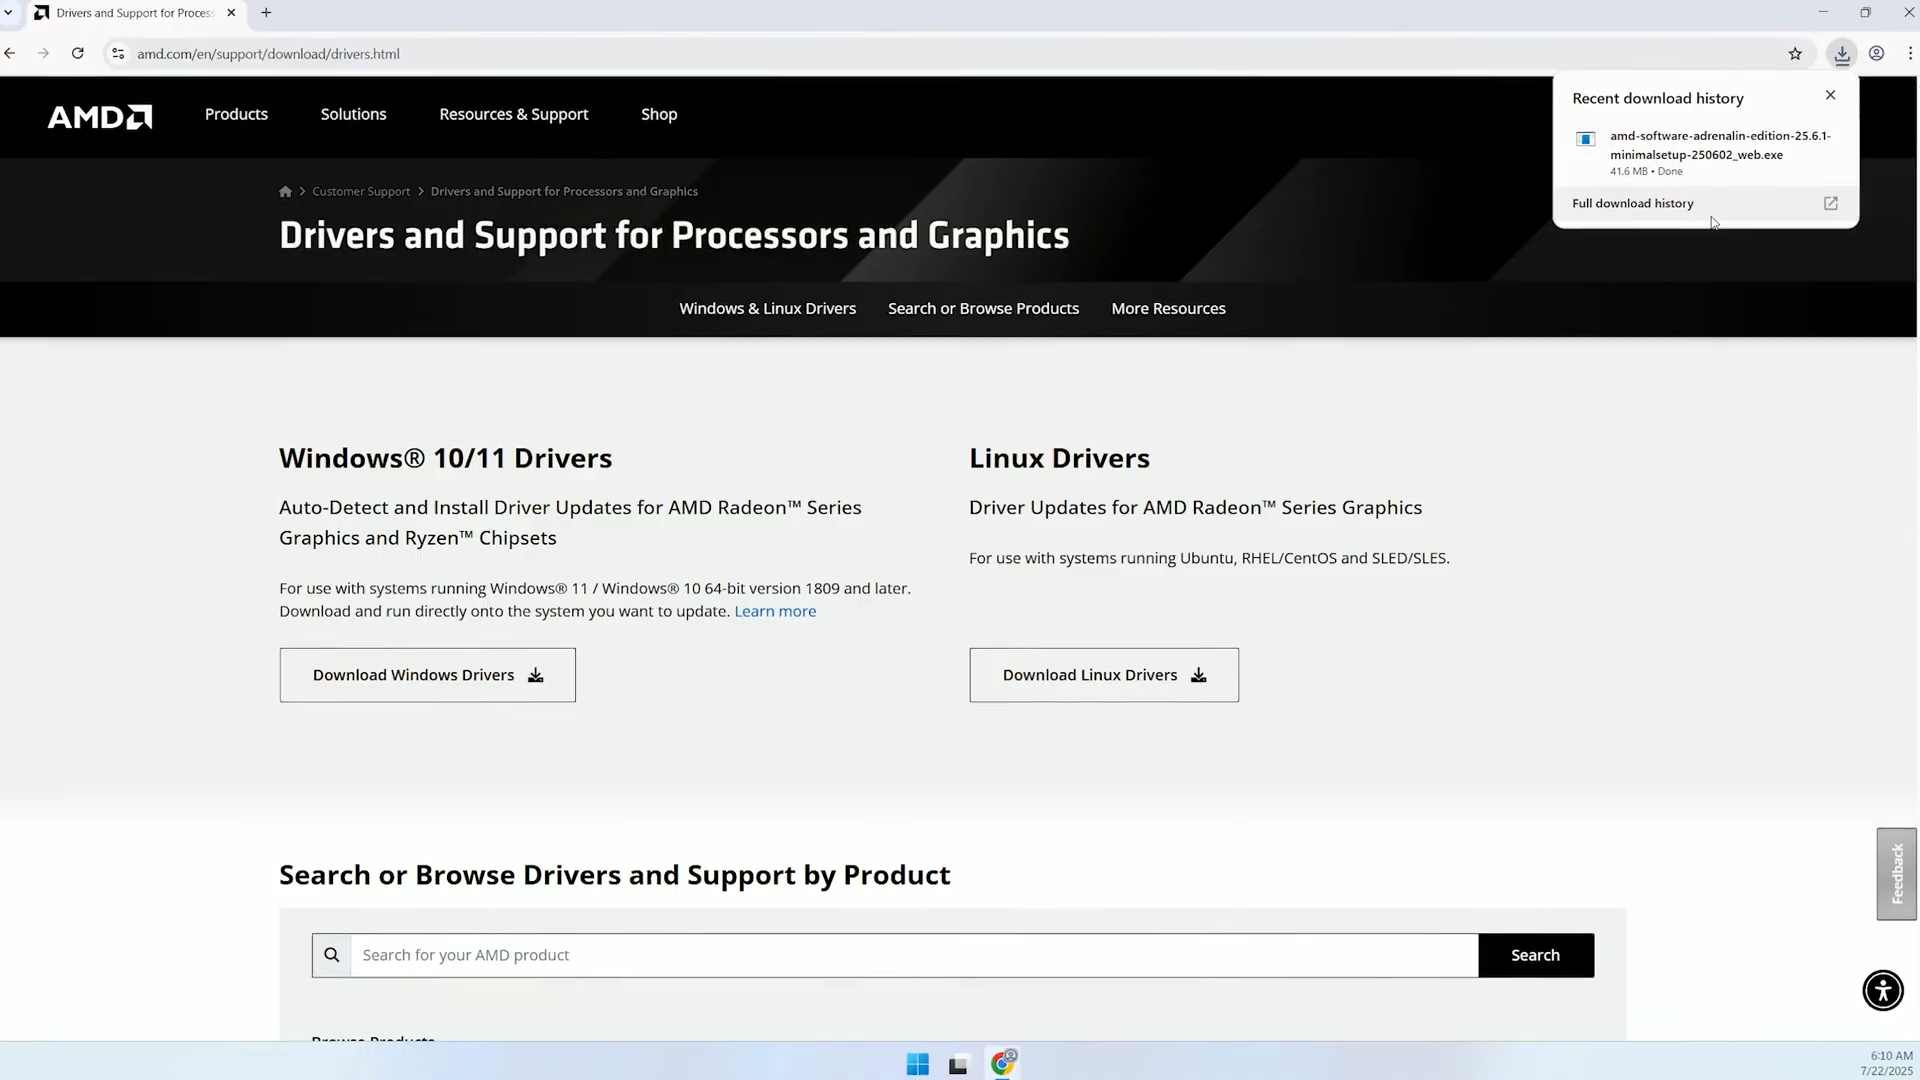 Drivers and Support for Process
amd.com/en/support/download/drivers.html
Recent download history
amd-software-adrenalin-edition-25.6.1-
minimalsetup-250602_web.exe
41.6 MB • Done
Full download history
AMD
Products
Solutions
Resources & Support
Shop
Customer Support
Drivers and Support for Processors and Graphics
Drivers and Support for Processors and Graphics
Windows & Linux Drivers
Search or Browse Products
More Resources
Windows® 10/11 Drivers
Auto-Detect and Install Driver Updates for AMD Radeon™ Series
Graphics and Ryzen™ Chipsets
For use with systems running Windows® 11 / Windows® 10 64-bit version 1809 and later.
Download and run directly onto the system you want to update. Learn more
Download Windows Drivers
Linux Drivers
Driver Updates for AMD Radeon™ Series Graphics
For use with systems running Ubuntu, RHEL/CentOS and SLED/SLES.
Download Linux Drivers
Feedback
Search or Browse Drivers and Support by Product
Search for your AMD product
Search
Browse Products
6:10 AM
7/22/2025